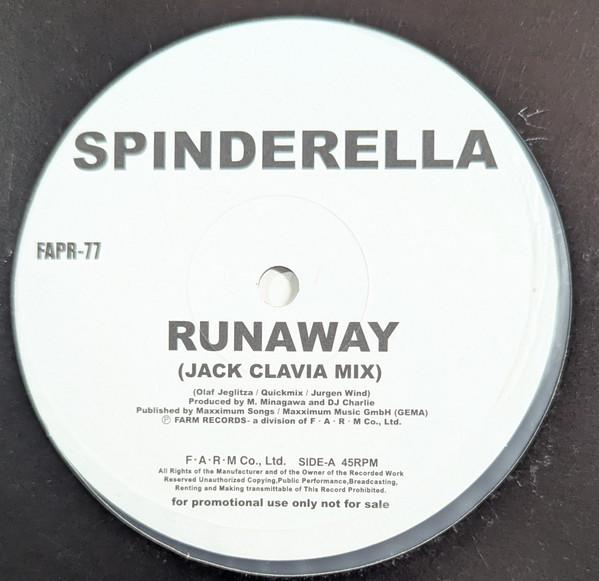 SPINDERELLA
FAPR-77
RUNAWAY
(JACK CLAVIA MIX)
(Olaf Jeglitza / Quickmix / Jurgen Wind)
Produced by M. Minagawa and DJ Charlie
Published by Maxximum Songs / Maxximum Music GmbH (GEMA)
Ⓟ FARM RECORDS- a division of F・A・R・M Co., Ltd.
F・A・R・M Co., Ltd. SIDE-A 45RPM
All Rights of the Manufacturer and of the Owner of the Recorded Work
Reserved Unauthorized Copying,Public Performance,Breadcasting,
Renting and Making transmittable of This Record Prohibited.
for promotional use only not for sale